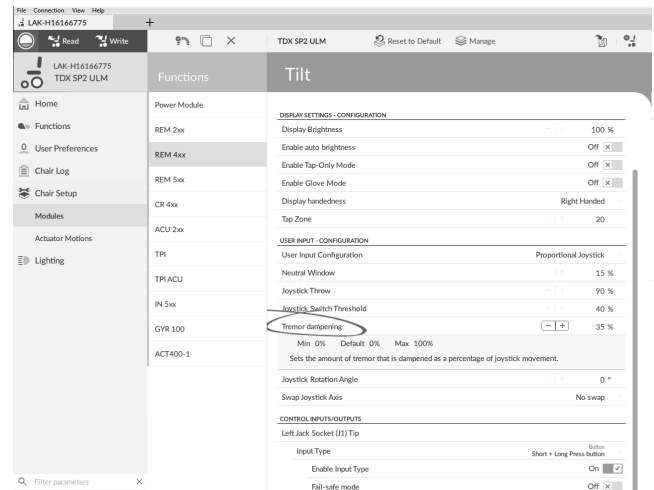 File Connection View Help
LAK-H16166775 +
Read Write
TDX SP2 ULM Reset to Default Manage
LAK-H16166775
TDX SP2 ULM
Functions
Tilt
Home
Functions
User Preferences
Chair Log
Chair Setup
Modules
Actuator Motions
Lighting
Filter parameters
Power Module
REM 2xx
REM 4xx
REM 5xx
CR 4xx
ACU 2xx
TPI
TPI ACU
IN 5xx
GYR 100
ACT400-1
DISPLAY SETTINGS - CONFIGURATION
Display Brightness 100 %
Enable auto brightness Off
Enable Tap-Only Mode Off
Enable Glove Mode Off
Display handedness Right Handed
Tap Zone 20
USER INPUT - CONFIGURATION
User Input Configuration Proportional Joystick
Neutral Window 15 %
Joystick Throw 90 %
Joystick Switch Threshold 40 %
Tremor dampening − + 35 %
Min 0% Default 0% Max 100%
Sets the amount of tremor that is dampened as a percentage of joystick movement.
Joystick Rotation Angle 0 °
Swap Joystick Axis No swap
CONTROL INPUTS/OUTPUTS
Left Jack Socket (J1) Tip
Button
Input Type Short + Long Press button
Enable Input Type On
Fail-safe mode Off